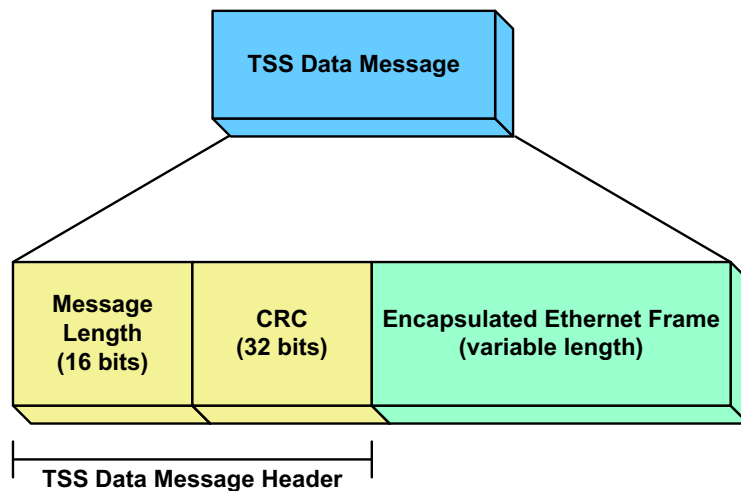 TSS Data Message
Message
Length
(16 bits)
CRC
(32 bits)
Encapsulated Ethernet Frame
(variable length)
TSS Data Message Header